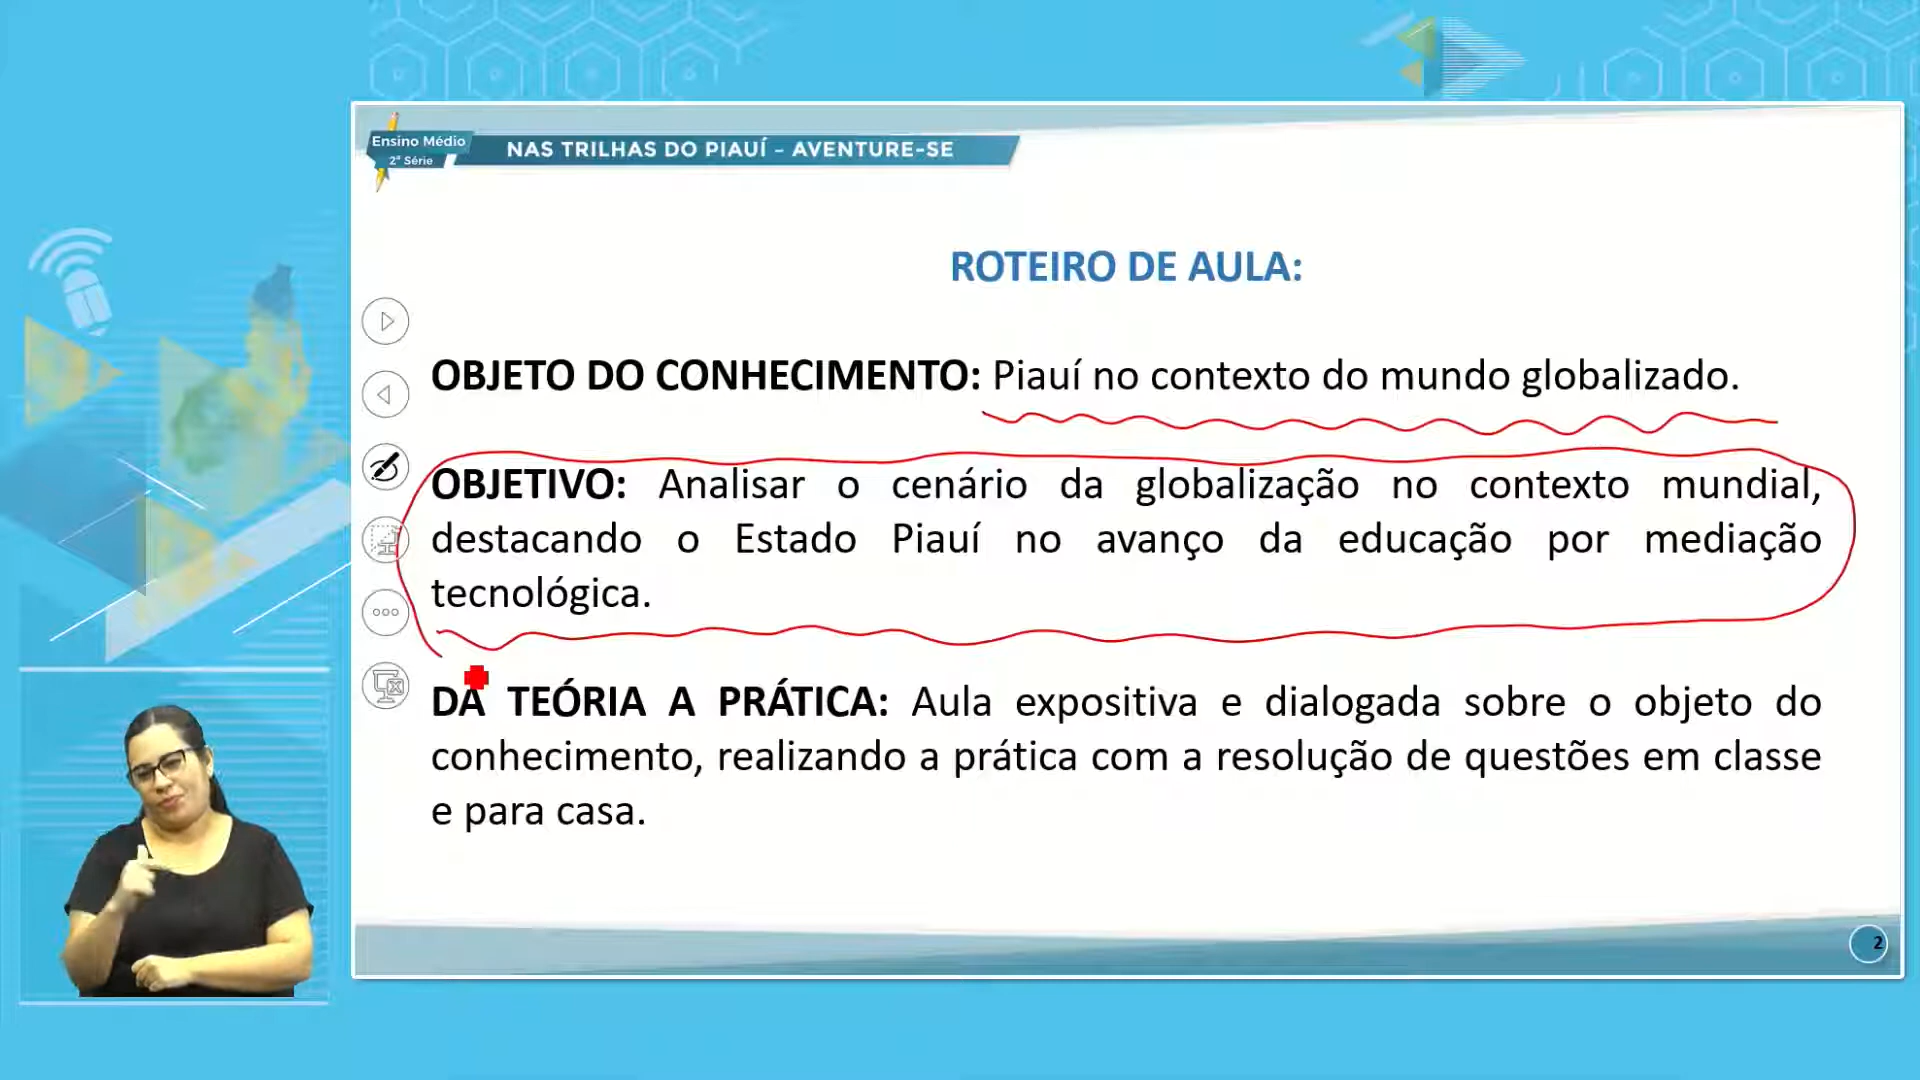 Ensino Médio
2ª Série
NAS TRILHAS DO PIAUÍ – AVENTURE-SE
ROTEIRO DE AULA:
OBJETO DO CONHECIMENTO: Piauí no contexto do mundo globalizado.
OBJETIVO: Analisar o cenário da globalização no contexto mundial,
destacando o Estado Piauí no avanço da educação por mediação
tecnológica.
DA TEÓRIA A PRÁTICA: Aula expositiva e dialogada sobre o objeto do
conhecimento, realizando a prática com a resolução de questões em classe
e para casa.
2